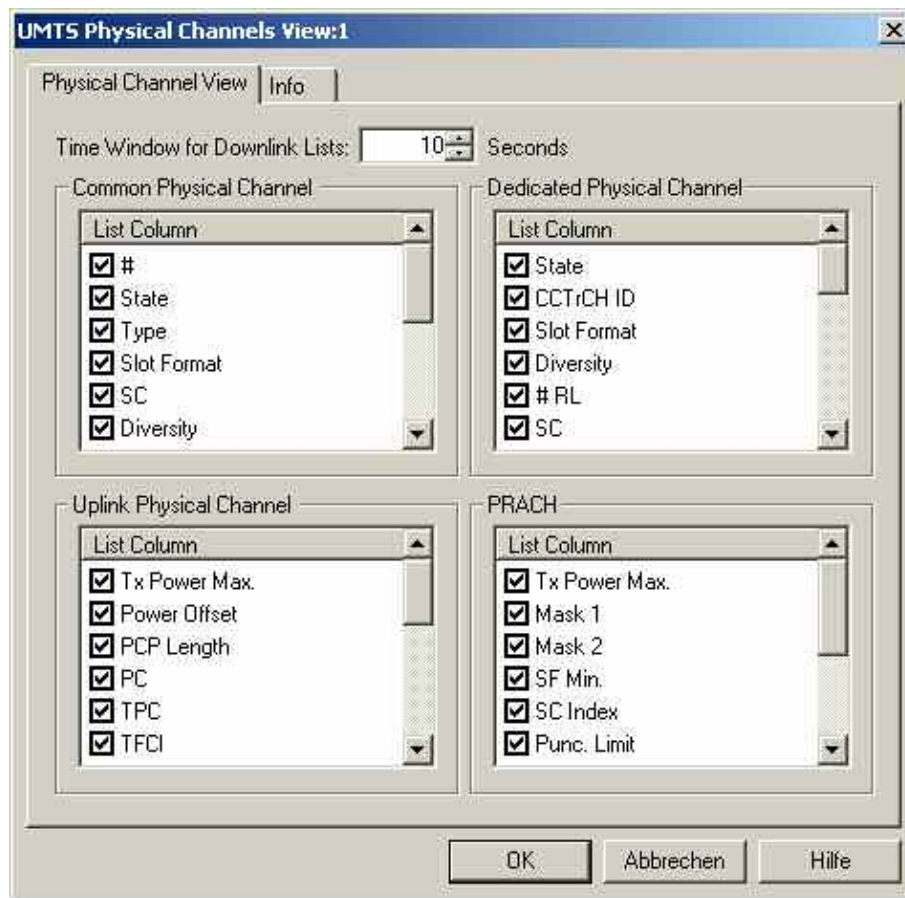 UMTS Physical Channels View:1
Physical Channel View
Info
Time Window for Downlink Lists: 10 Seconds
Common Physical Channel
List Column
#
State
Type
Slot Format
SC
Diversity
Dedicated Physical Channel
List Column
State
CCTrCH ID
Slot Format
Diversity
# RL
SC
Uplink Physical Channel
List Column
Tx Power Max.
Power Offset
PCP Length
PC
TPC
TFCI
PRACH
List Column
Tx Power Max.
Mask 1
Mask 2
SF Min.
SC Index
Punc. Limit
OK
Abbrechen
Hilfe